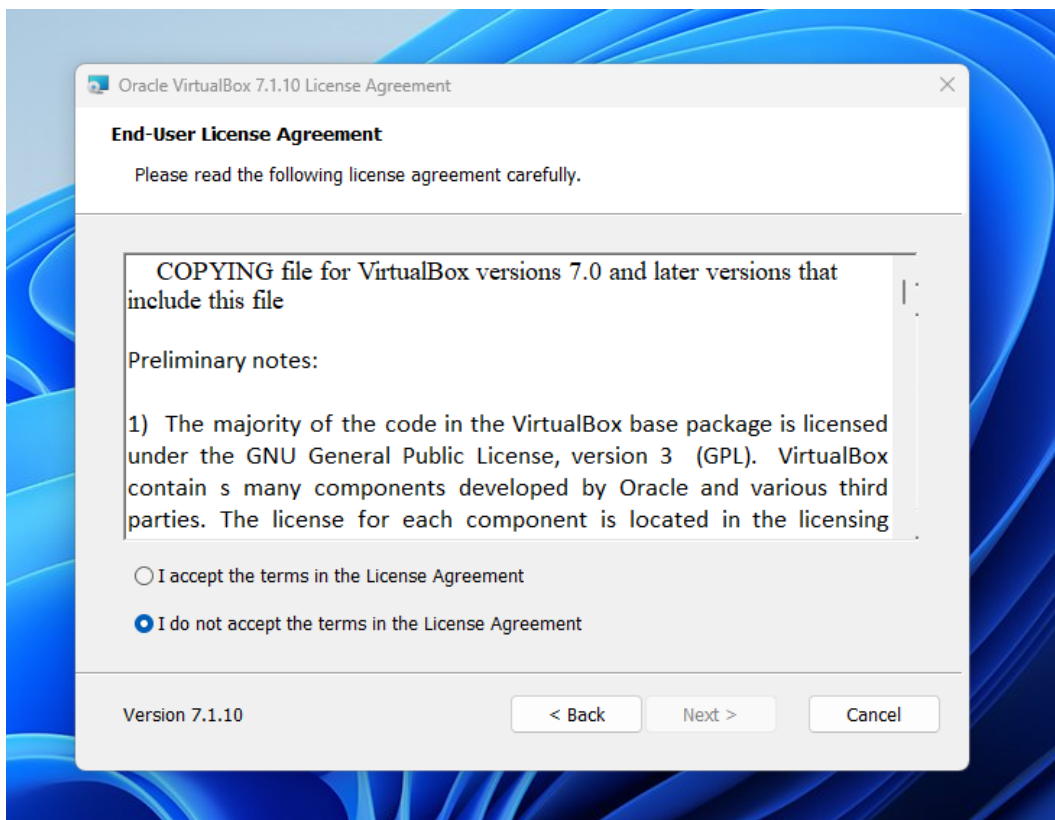 Oracle VirtualBox 7.1.10 License Agreement
End-User License Agreement
Please read the following license agreement carefully.
COPYING file for VirtualBox versions 7.0 and later versions that
include this file
Preliminary notes:
1) The majority of the code in the VirtualBox base package is licensed
under the GNU General Public License, version 3 (GPL). VirtualBox
contain s many components developed by Oracle and various third
parties. The license for each component is located in the licensing
I accept the terms in the License Agreement
I do not accept the terms in the License Agreement
Version 7.1.10
< Back
Next >
Cancel